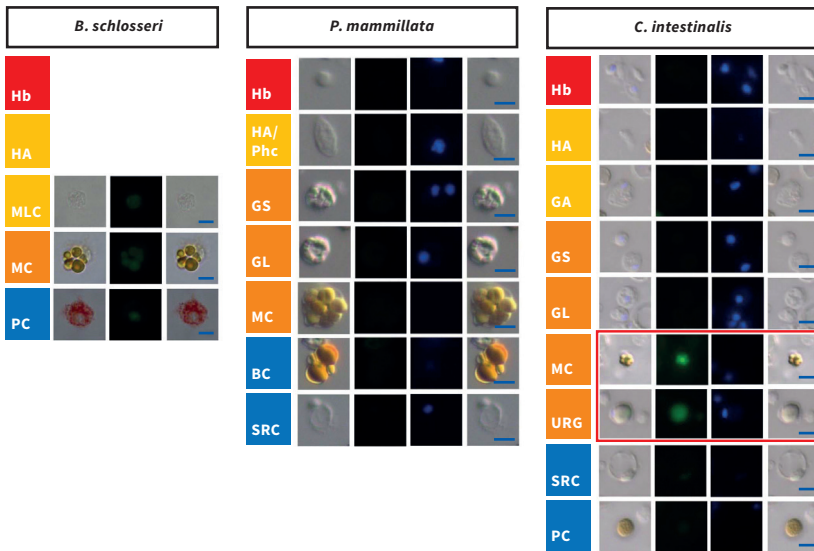 B. schlosseri
Hb
HA
MLC
MC
PC
P. mammillata
Hb
HA/
Phc
GS
GL
MC
BC
SRC
C. intestinalis
Hb
HA
GA
GS
GL
MC
URG
SRC
PC